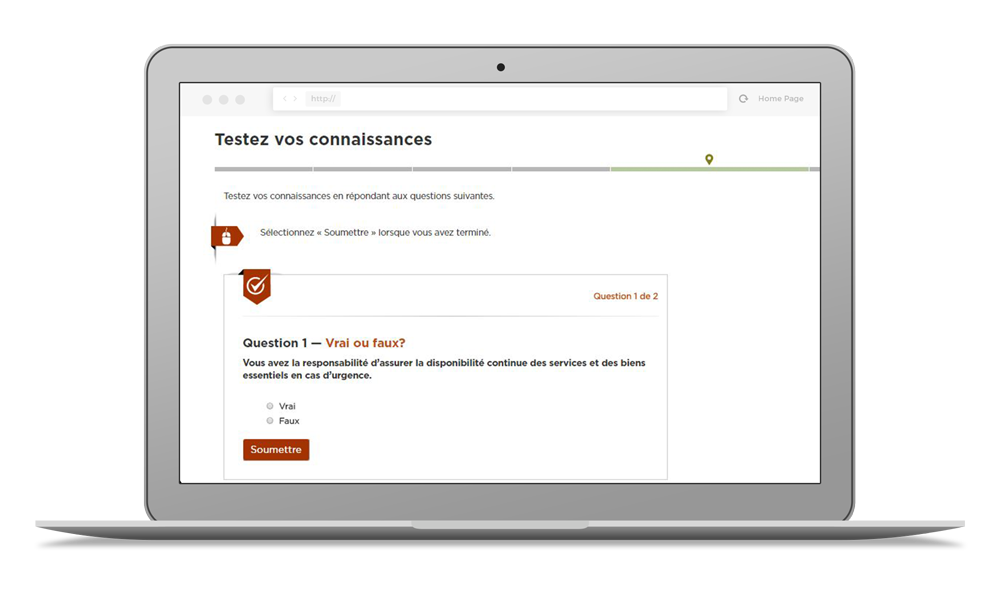 http://
Home Page
Testez vos connaissances
Testez vos connaissances en répondant aux questions suivantes.
Sélectionnez « Soumettre » lorsque vous avez terminé.
Question 1 de 2
Question 1 — Vrai ou faux?
Vous avez la responsabilité d'assurer la disponibilité continue des services et des biens
essentiels en cas d'urgence.
Vrai
Faux
Soumettre